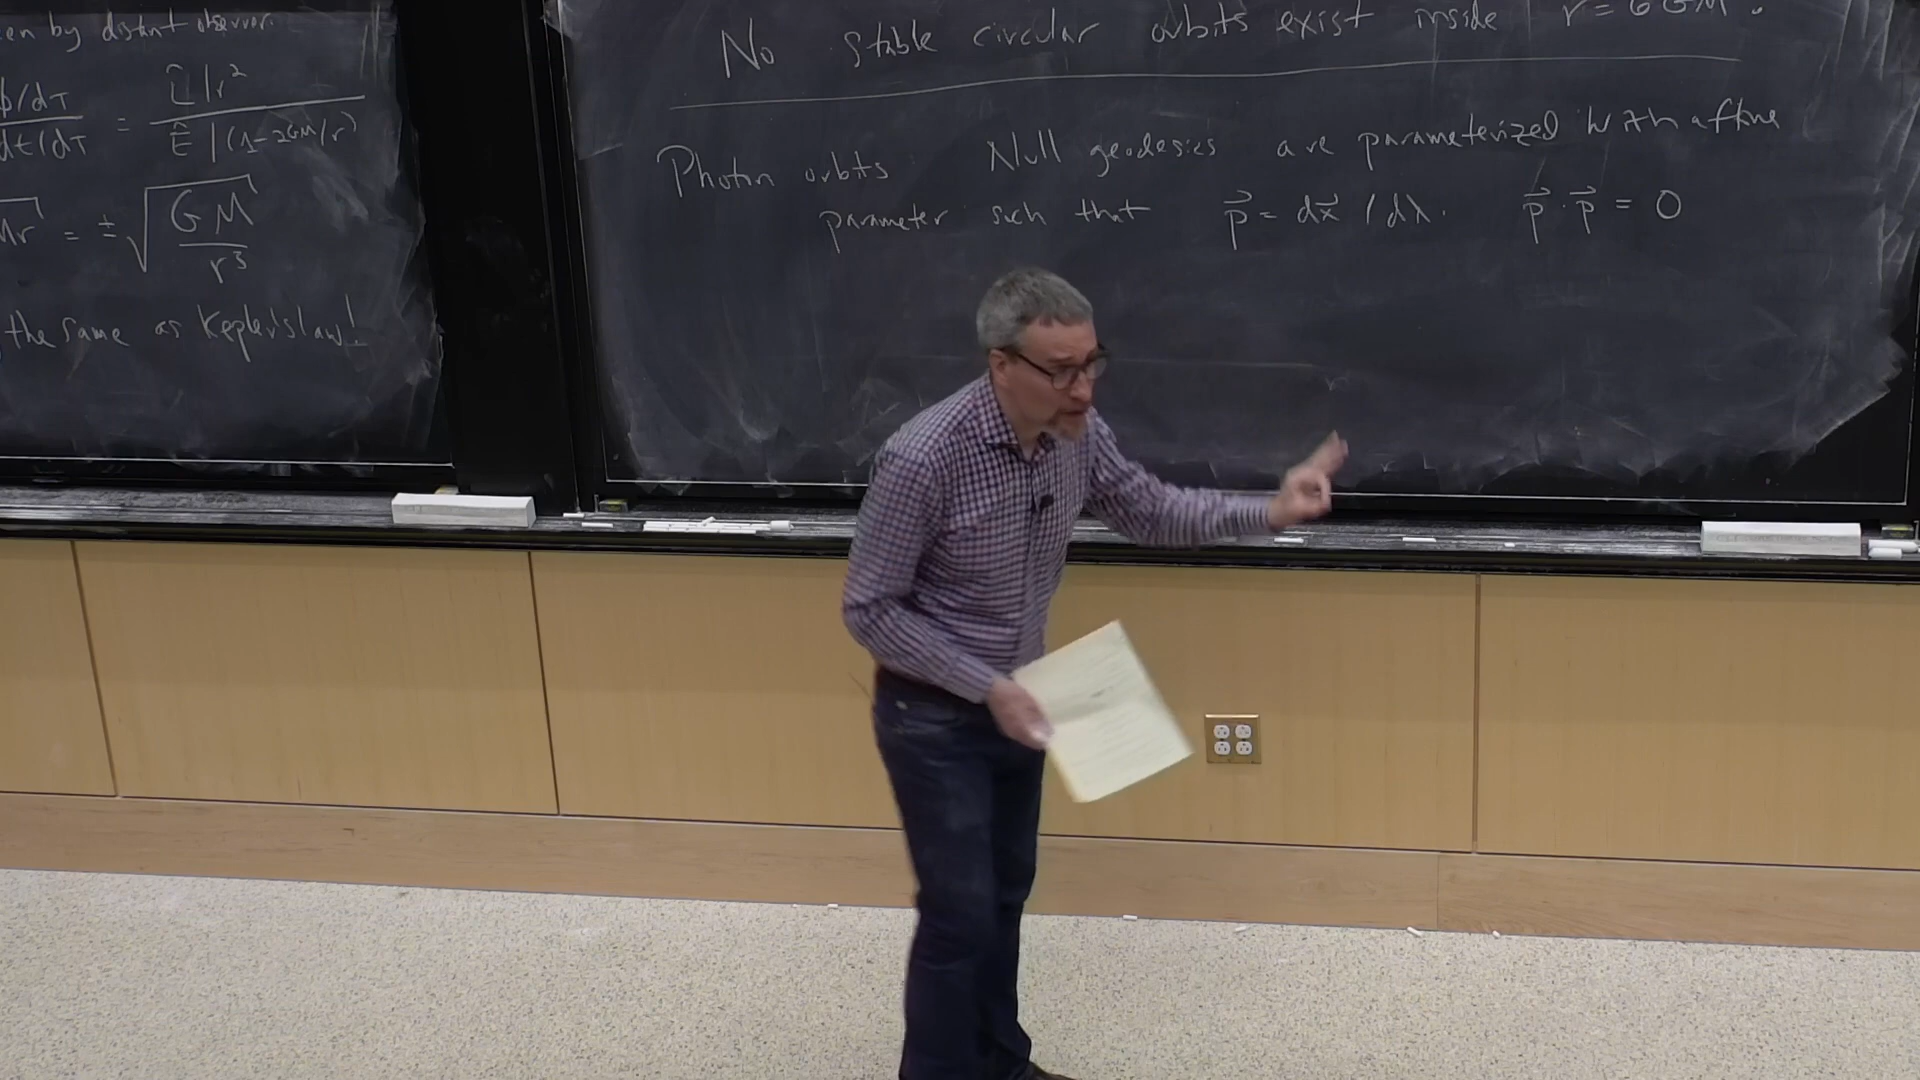 en by distant observer.
ϕ/dτ
dt/dτ = L̂/r² / Ê/(1-2GM/r)
Mr = ±√(GM/r³)
the same as Kepler's law!
No stable circular orbits exist inside r = 6GM.
Photon orbits Null geodesics are parameterized with affine
parameter such that p⃗ = dx⃗/dλ. p⃗·p⃗ = 0